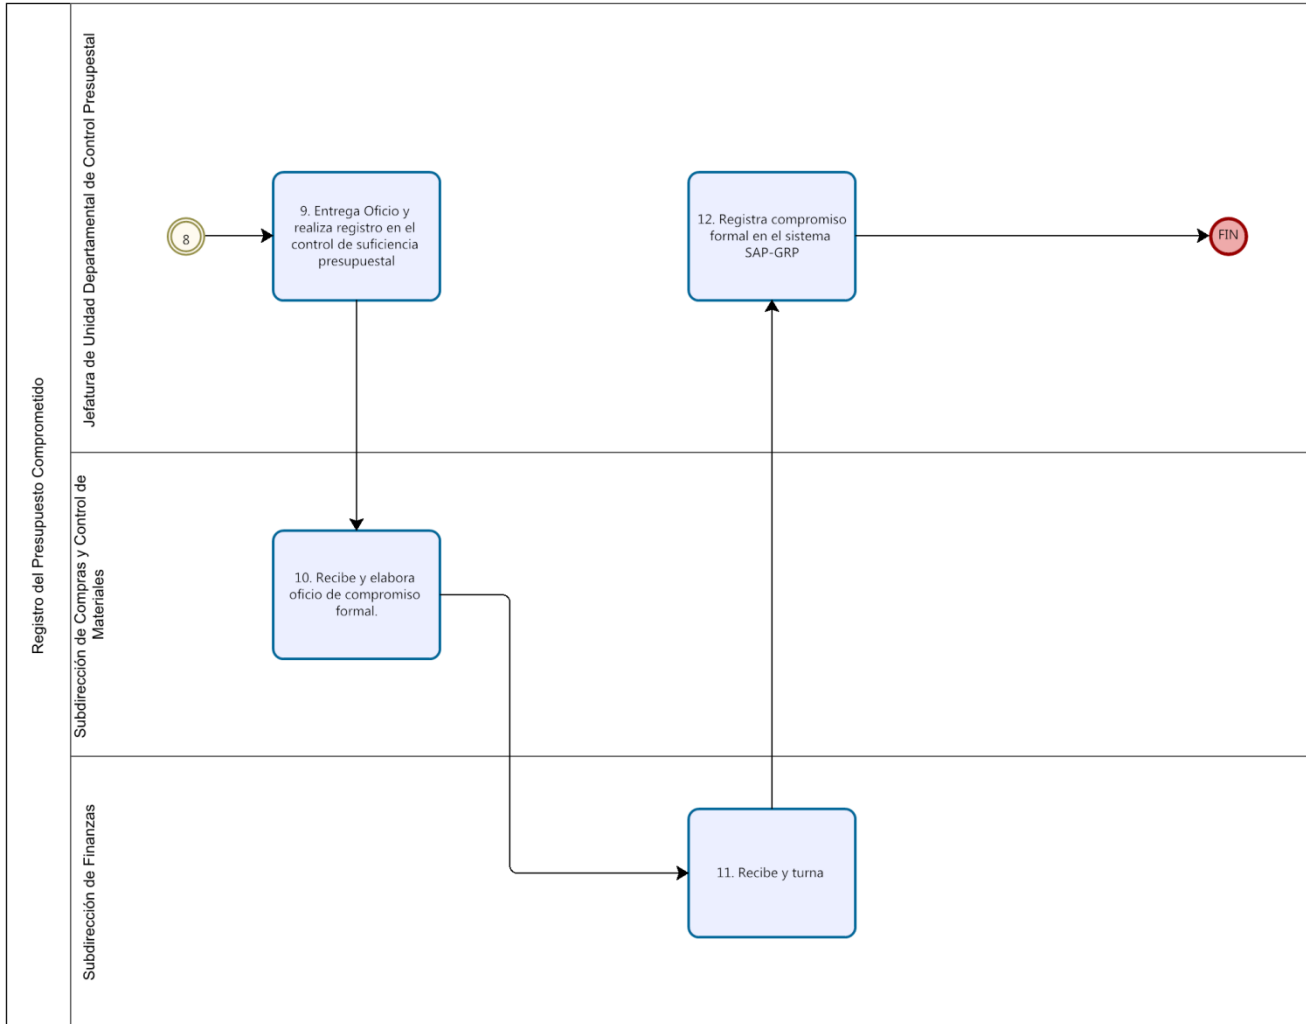 Registro del Presupuesto Comprometido
Jefatura de Unidad Departamental de Control Presupestal
8
9. Entrega Oficio y
realiza registro en el
control de suficiencia
presupuestal
12. Registra compromiso
formal en el sistema
SAP-GRP
FIN
Subdirección de Compras y Control de
Materiales
10. Recibe y elabora
oficio de compromiso
formal.
Subdirección de Finanzas
11. Recibe y turna